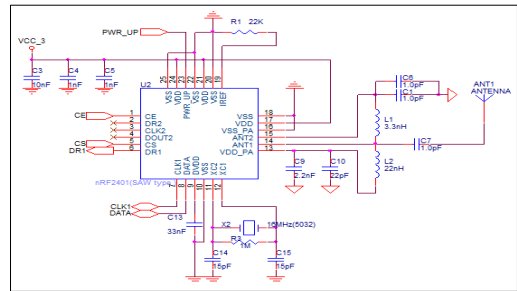 PWR_UP
R1 22K
VCC_3
C3
10nF
C4
1nF
C5
1nF
U2
25 24 23 22 21 20 19
VSS VDD PWR_UP VSS VDD VSS IREF
CE 1 CE
2 DR2
3 CLK2
4 DOUT2
CS 5 CS
DR1 6 DR1
VSS 18
VDD 17
VSS_PA 16
ANT2 15
ANT1 14
VDD_PA 13
nRF2401(SAW type)
CLK1 DATA DVDD VSS XC2 XC1
7 8 9 10 11 12
C6
1.0pF
C1
1.0pF
ANT1
ANTENNA
L1
3.3nH
C7
1.0pF
L2
22nH
C9
2.2nF
C10
22pF
CLK1
DATA
C13
33nF
X2 16MHz(5032)
R3
1M
C14
15pF
C15
15pF